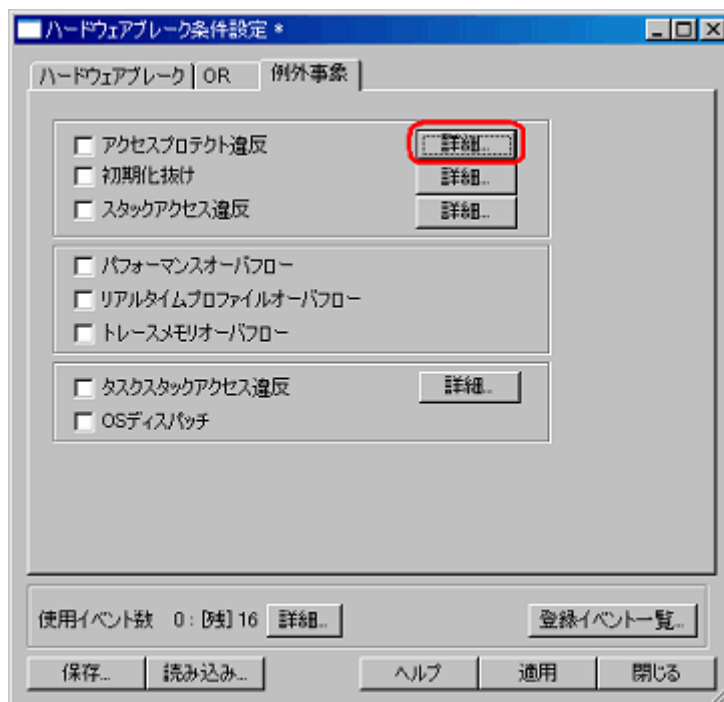 ハードウェアブレーク条件設定 *
ハードウェアブレーク OR 例外事象
アクセスプロテクト違反 詳細...
初期化抜け 詳細...
スタックアクセス違反 詳細...
パフォーマンスオーバフロー
リアルタイムプロファイルオーバフロー
トレースメモリオーバフロー
タスクスタックアクセス違反 詳細...
OSディスパッチ
使用イベント数 0 : [残] 16 詳細... 登録イベント一覧...
保存... 読み込み... ヘルプ 適用 閉じる